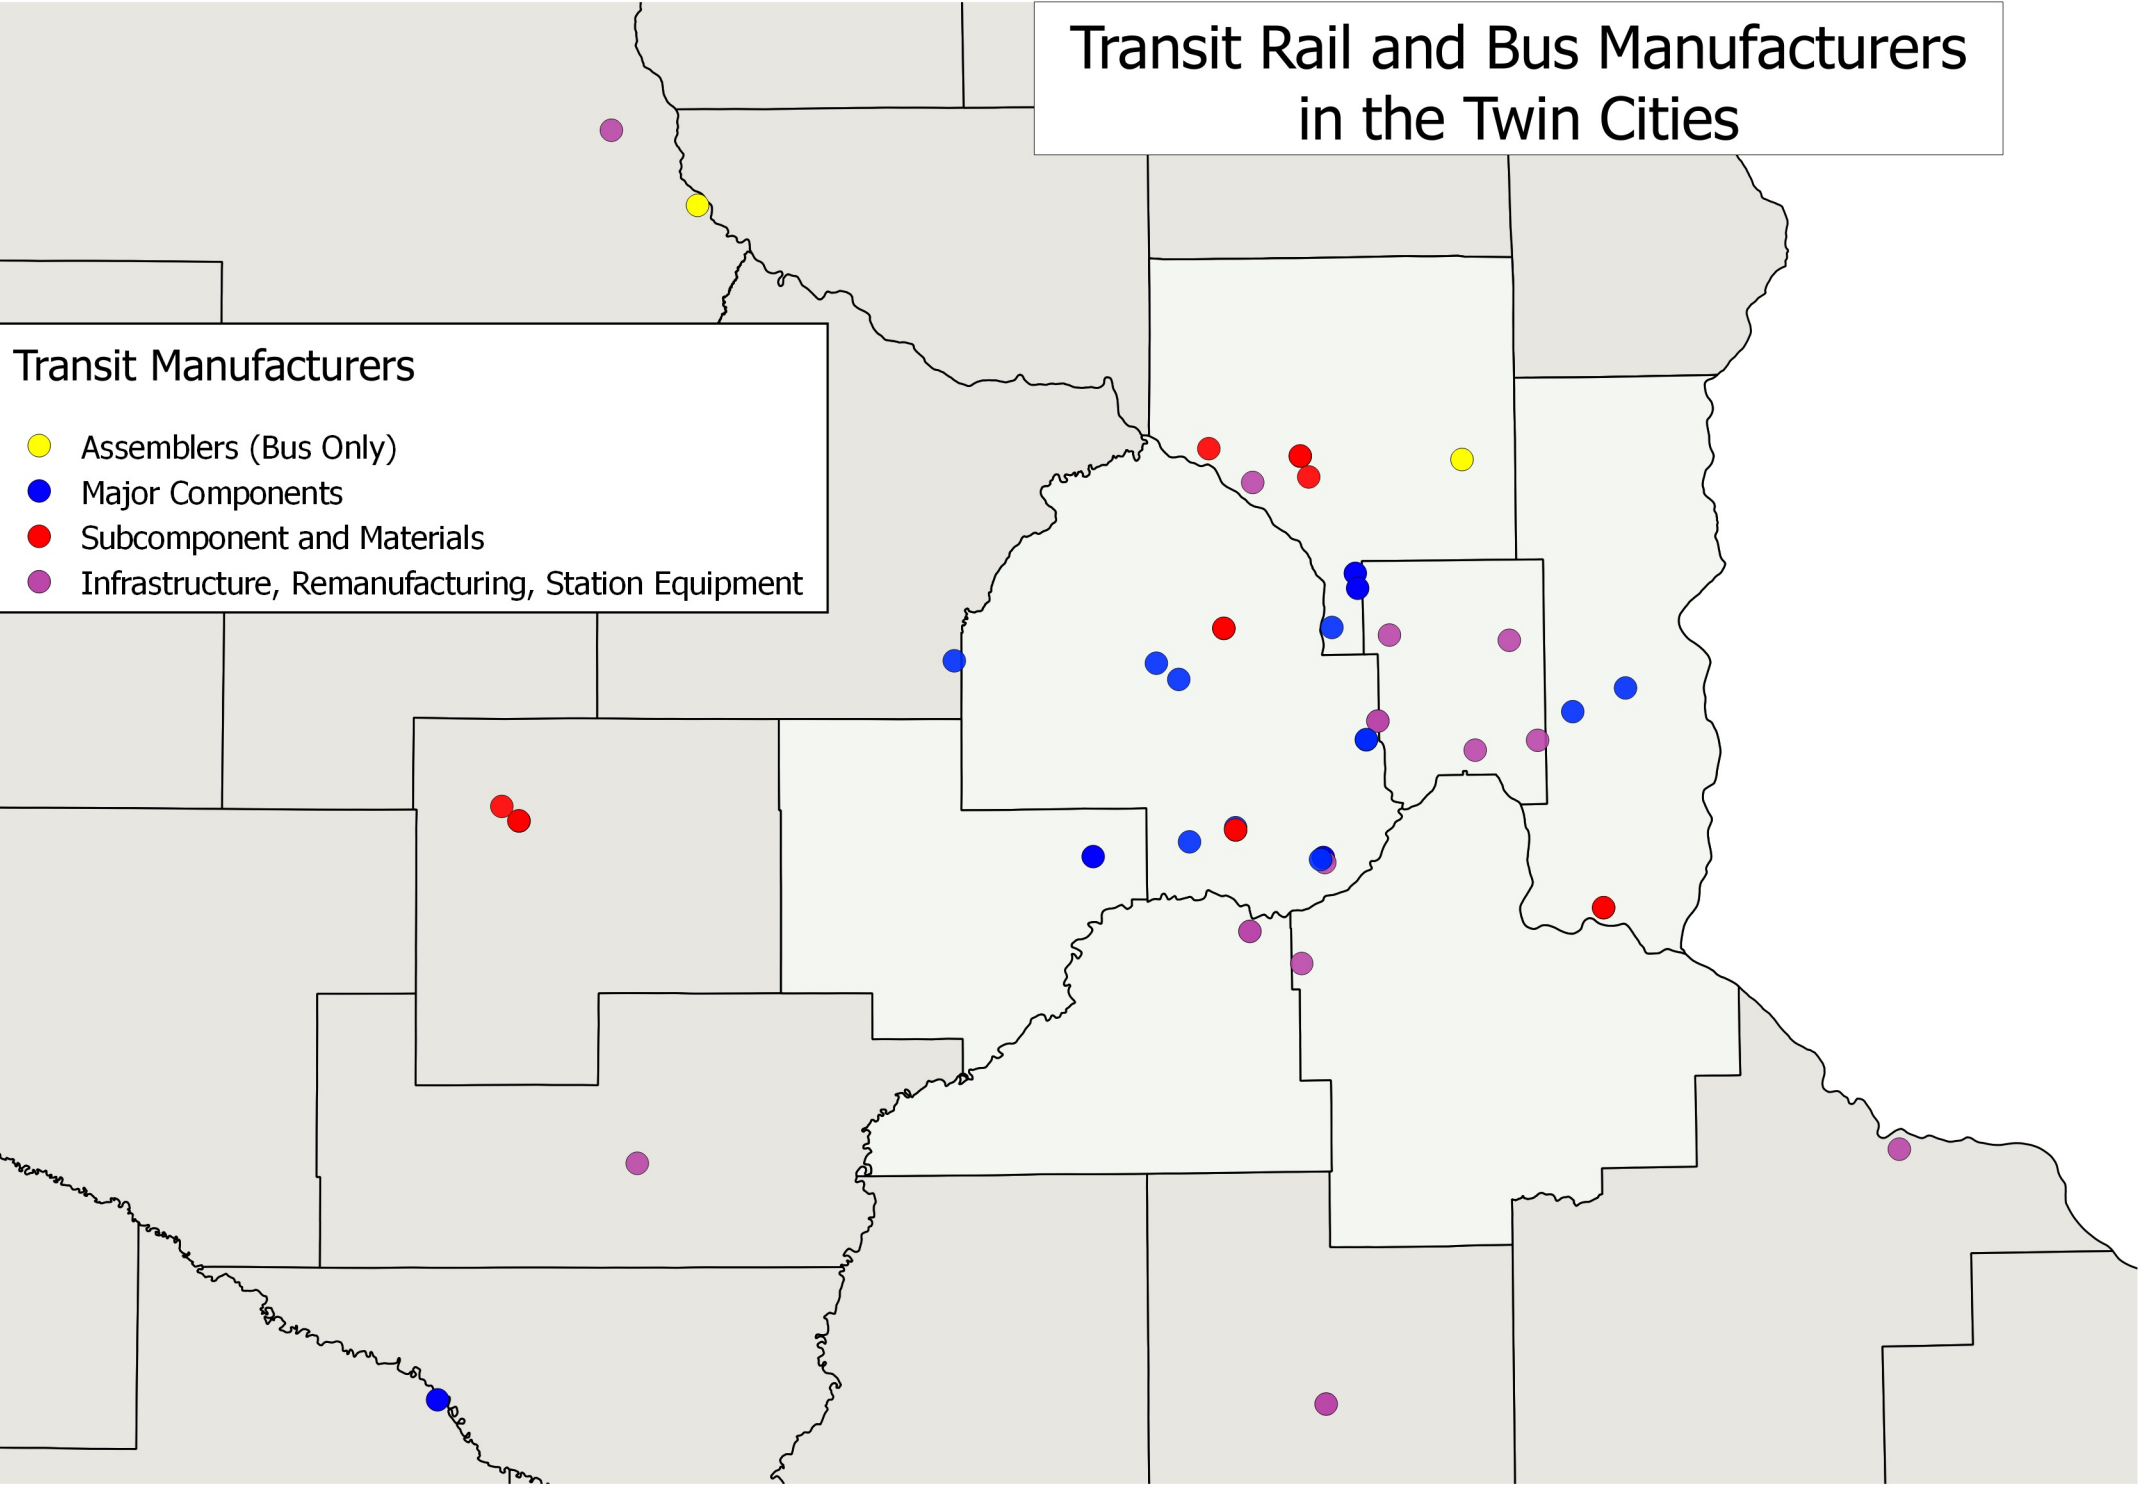 Transit Rail and Bus Manufacturers
in the Twin Cities
Transit Manufacturers
Assemblers (Bus Only)
Major Components
Subcomponent and Materials
Infrastructure, Remanufacturing, Station Equipment